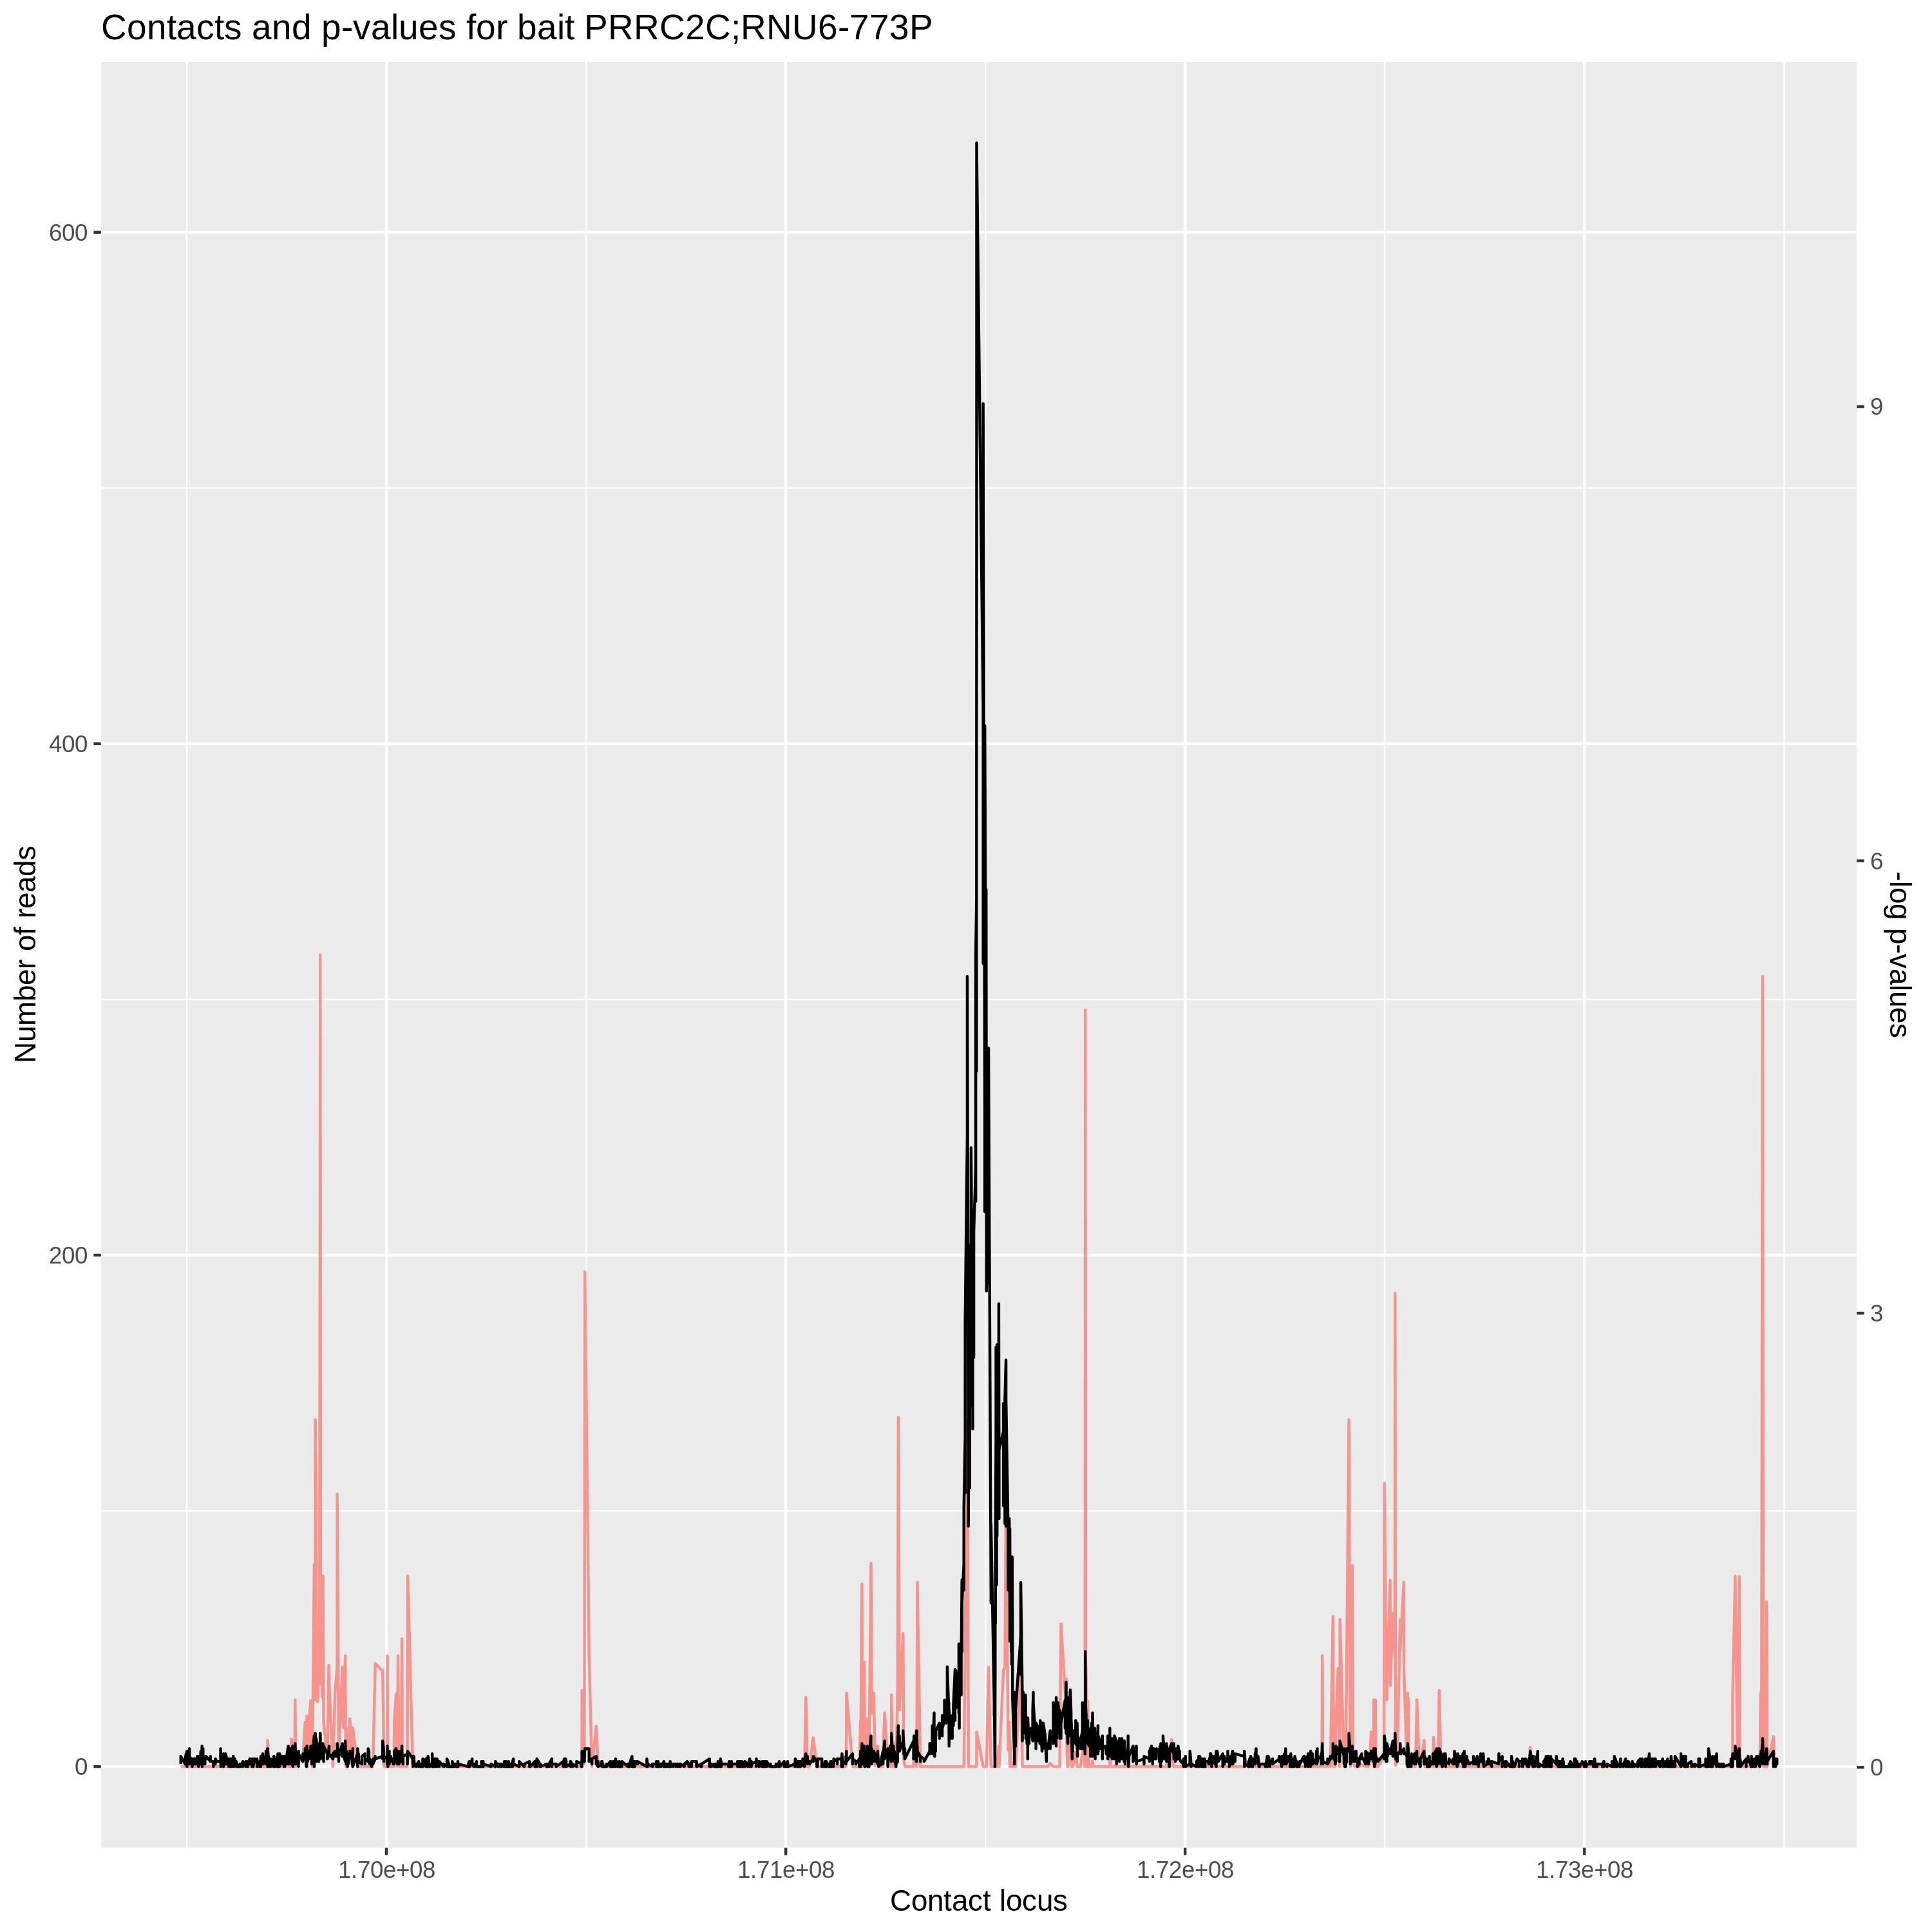 Contacts and p-values for bait PRRC2C;RNU6-773P
600
400
200
0
Number of reads
9
6
3
0
-log p-values
1.70e+08
1.71e+08
1.72e+08
1.73e+08
Contact locus